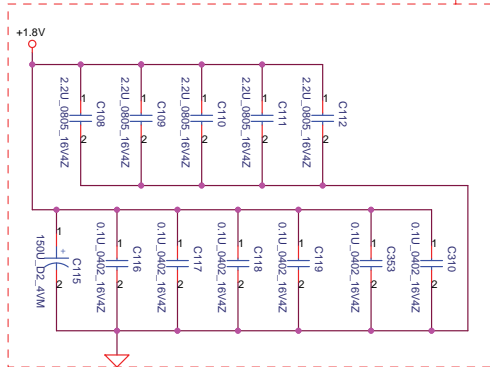 +1.8V
1
2
C108
2.2U_0805_16V4Z
1
2
C109
2.2U_0805_16V4Z
1
2
C110
2.2U_0805_16V4Z
1
2
C111
2.2U_0805_16V4Z
1
2
C112
2.2U_0805_16V4Z
1
+
2
C115
150U_D2_4VM
1
2
C116
0.1U_0402_16V4Z
1
2
C117
0.1U_0402_16V4Z
1
2
C118
0.1U_0402_16V4Z
1
2
C119
0.1U_0402_16V4Z
1
2
C353
0.1U_0402_16V4Z
1
2
C310
0.1U_0402_16V4Z